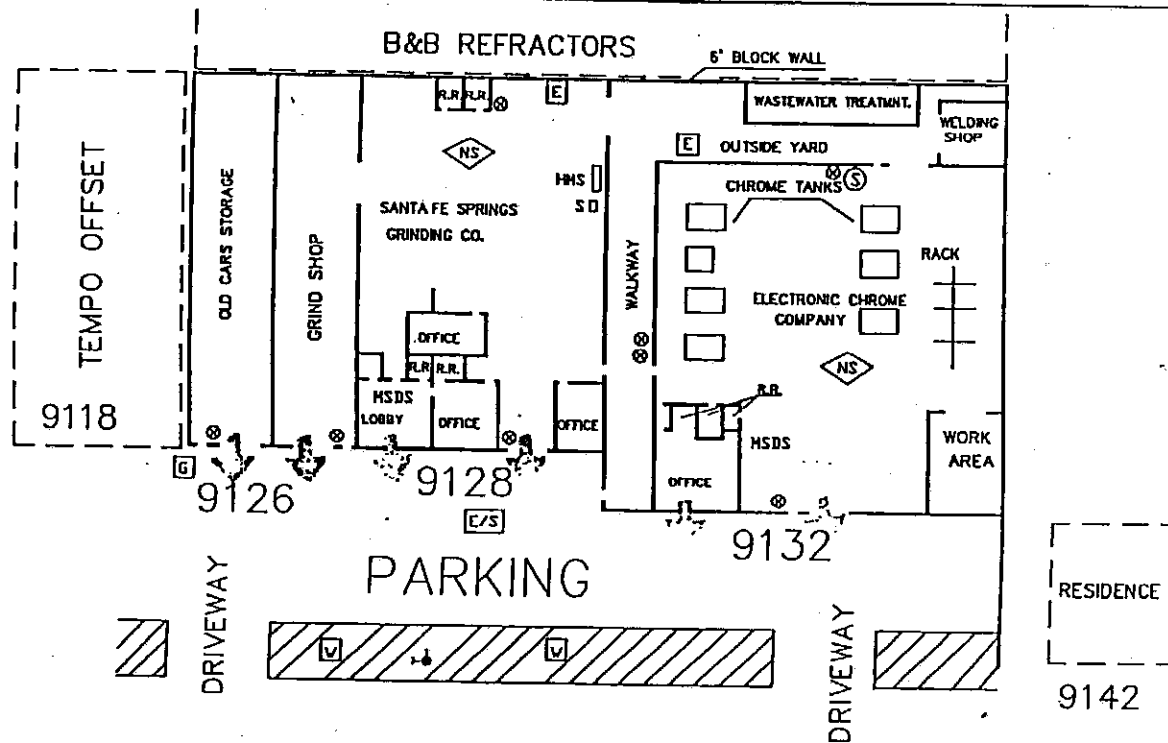 B&B REFRACTORS
6' BLOCK WALL
R.R.
R.R.
E
WASTEWATER TREATMNT.
WELDING
SHOP
NS
E
OUTSIDE YARD
HMS
SD
CHROME TANKS
S
TEMPO OFFSET
OLD CARS STORAGE
GRIND SHOP
SANTA FE SPRINGS
GRINDING CO.
WALKWAY
RACK
ELECTRONIC CHROME
COMPANY
NS
OFFICE
R.R.
R.R.
R.R.
MSDS
LOBBY
OFFICE
OFFICE
MSDS
WORK
AREA
OFFICE
9118
G
9126
9128
E/S
9132
PARKING
DRIVEWAY
W
W
DRIVEWAY
RESIDENCE
9142